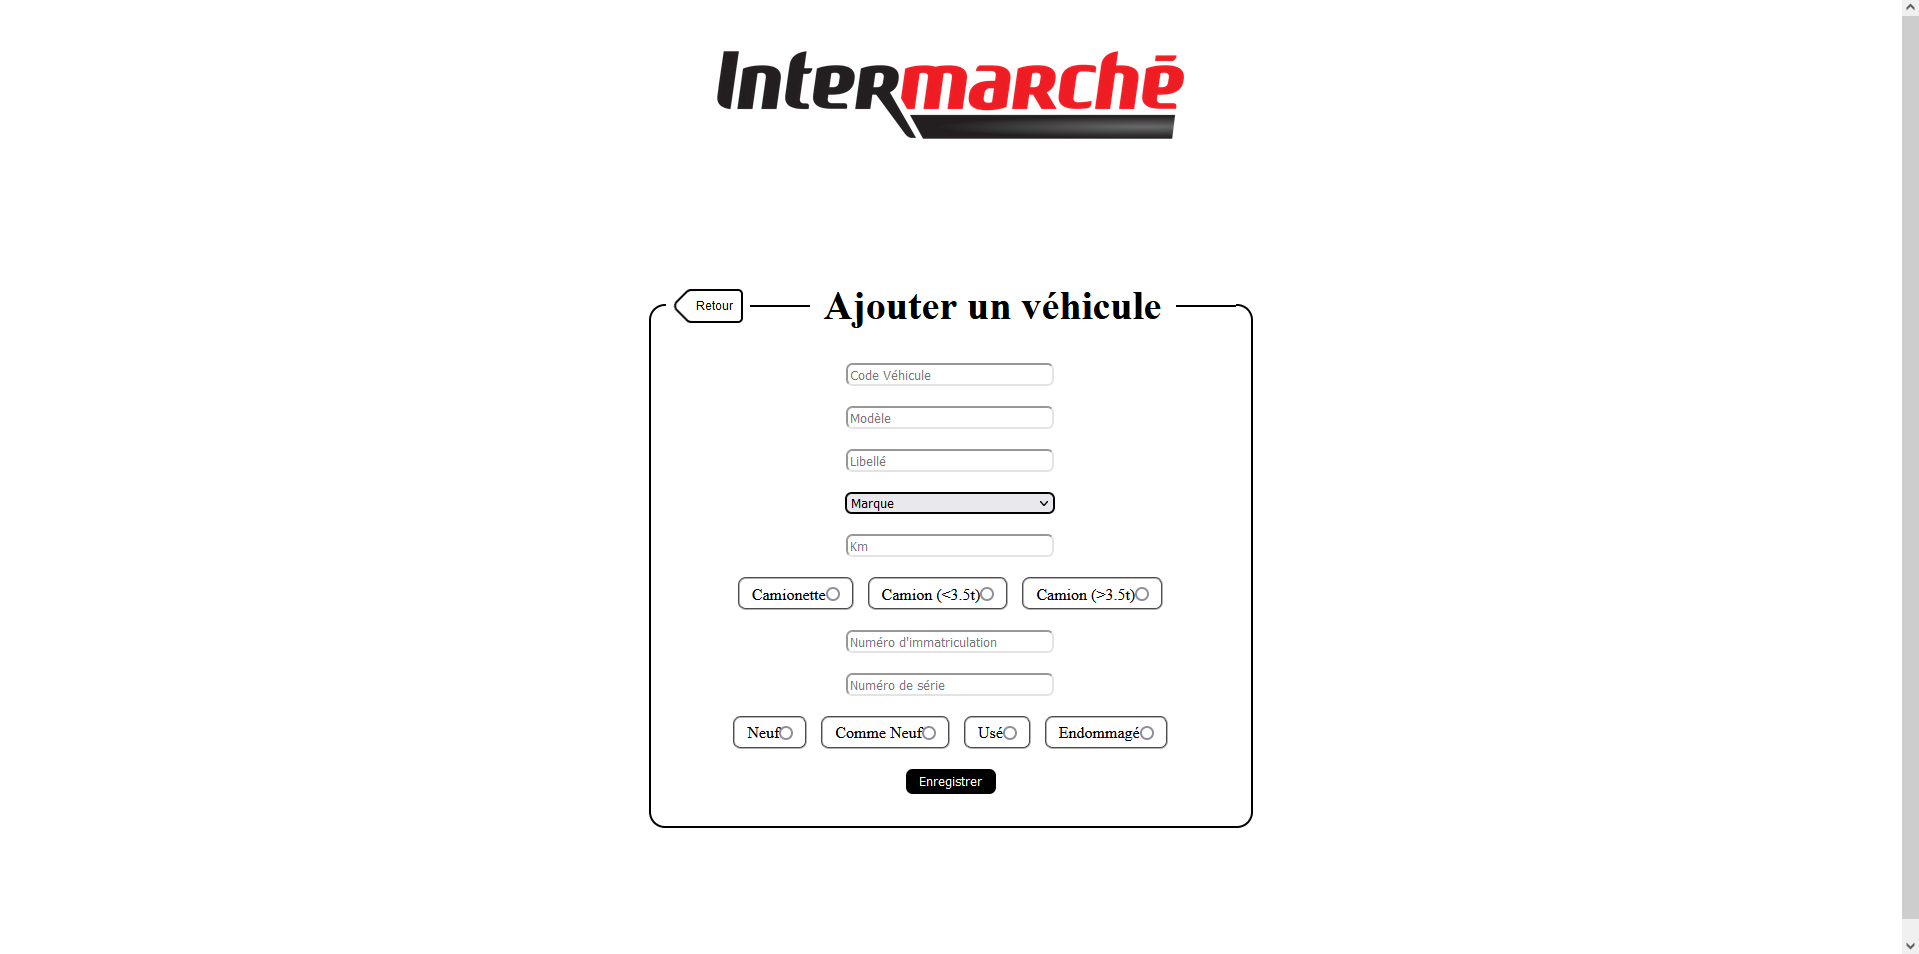 Intermarchē
Retour
Ajouter un véhicule
Code Véhicule
Modèle
Libellé
Marque
Km
Camionette Camion (<3.5t) Camion (>3.5t)
Numéro d'immatriculation
Numéro de série
Neuf Comme Neuf Usé Endommagé
Enregistrer